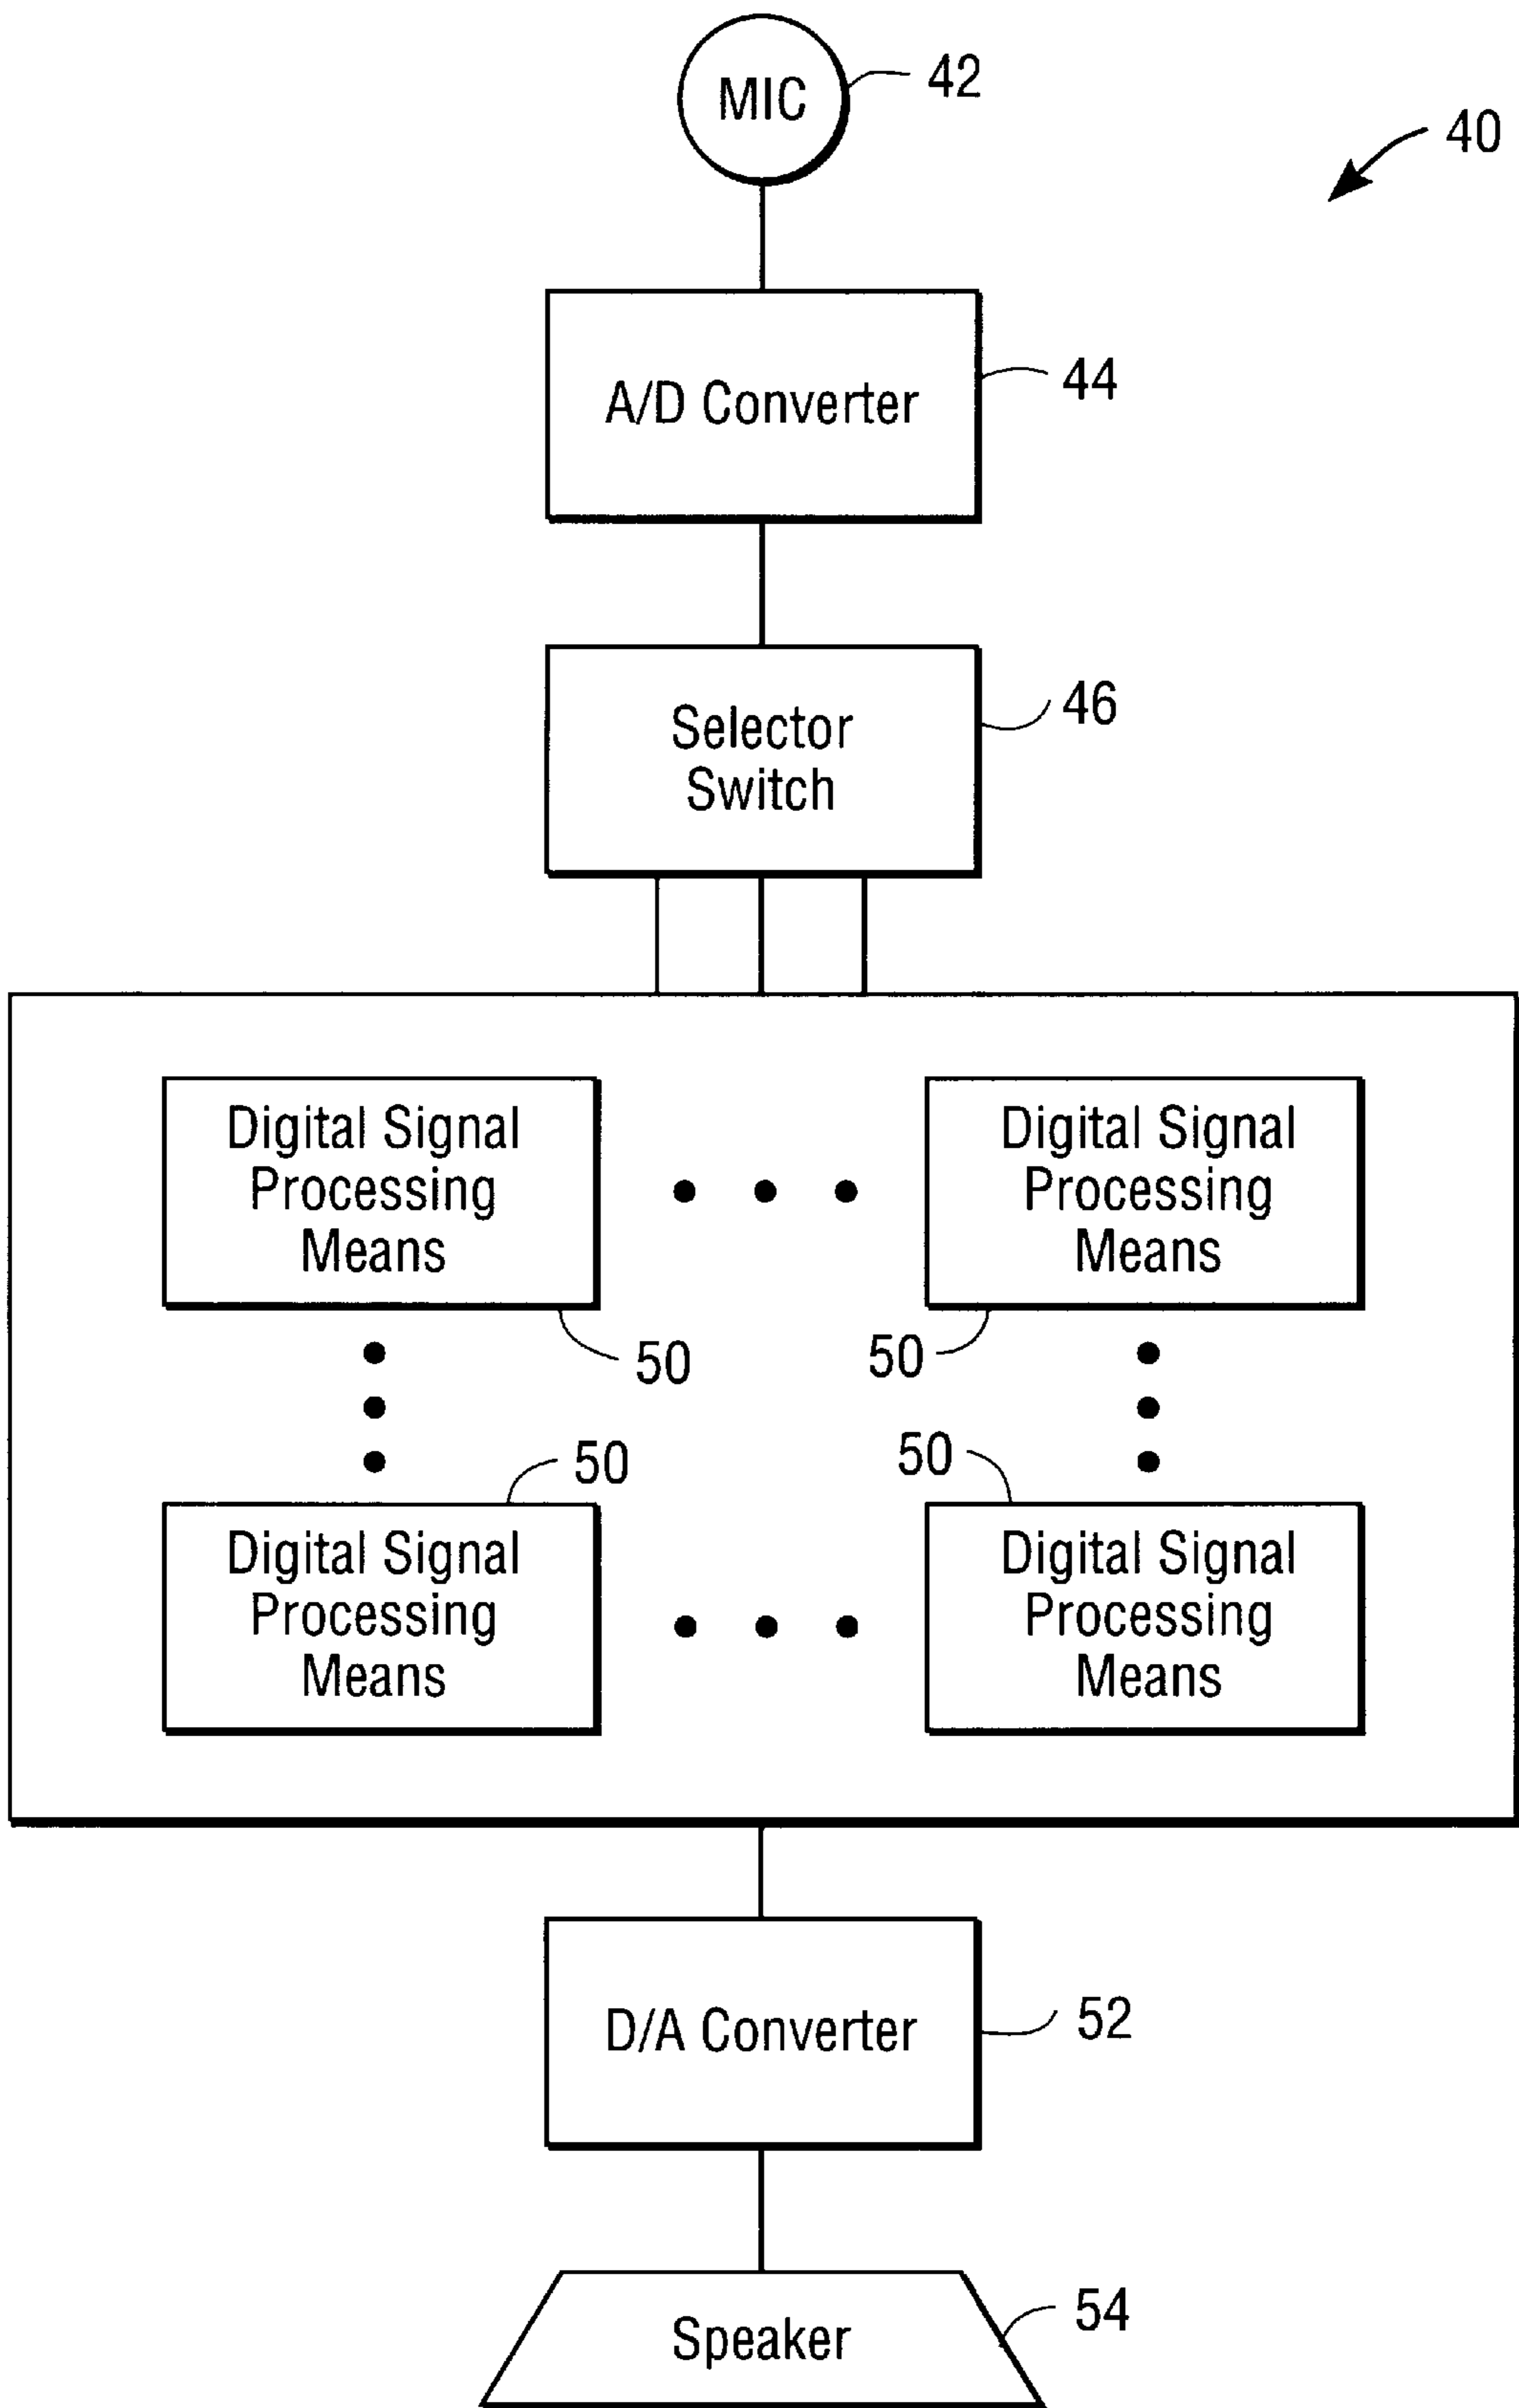 MIC
42
40
A/D Converter
44
Selector
Switch
46
Digital Signal
Processing
Means
50
Digital Signal
Processing
Means
50
Digital Signal
Processing
Means
50
Digital Signal
Processing
Means
50
D/A Converter
52
Speaker
54